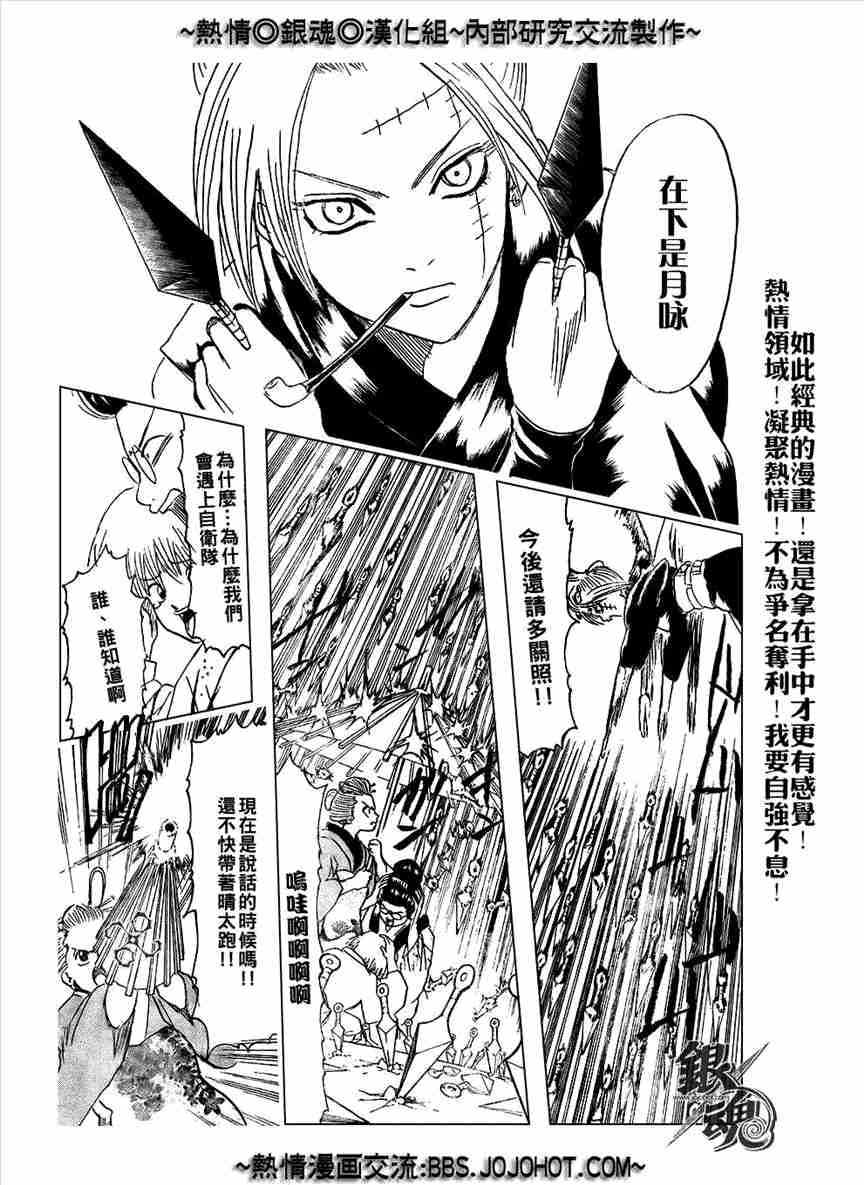 ~熱情◎銀魂◎漢化組~內部研究交流製作~
在下是月咏
如此經典的漫畫！還是拿在手中才更有感覺！
熱情領域！凝聚熱情！不為爭名奪利！我要自強不息！
今後還請多關照!!
為什麼…為什麼我們
會遇上自衛隊
誰、誰知道啊
嗚哇啊啊啊啊
現在是說話的時候嗎!!
還不快帶著晴太跑!!
銀魂
~熱情漫画交流:BBS.JOJOHOT.COM~